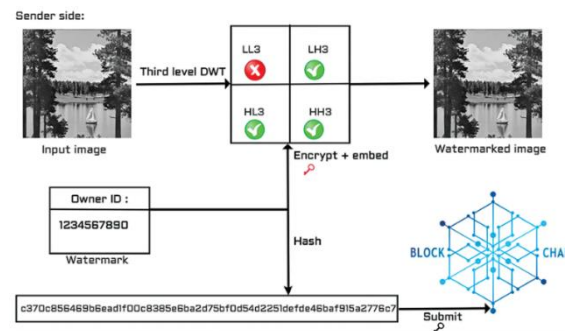 Sender side:
LL3
LH3
Third level DWT
HL3
HH3
Input image
Watermarked image
Encrypt + embed
Owner ID :
1234567890
Watermark
Hash
BLOCK
CHA
c370c856469b6ead1f00c8385e6ba2d75bf0d54d2251defde46baf915a2776c7
Submit